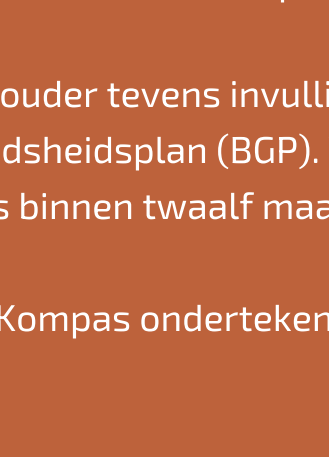 ouder tevens invulli
dsheidsplan (BGP).
s binnen twaalf maa
Kompas onderteken